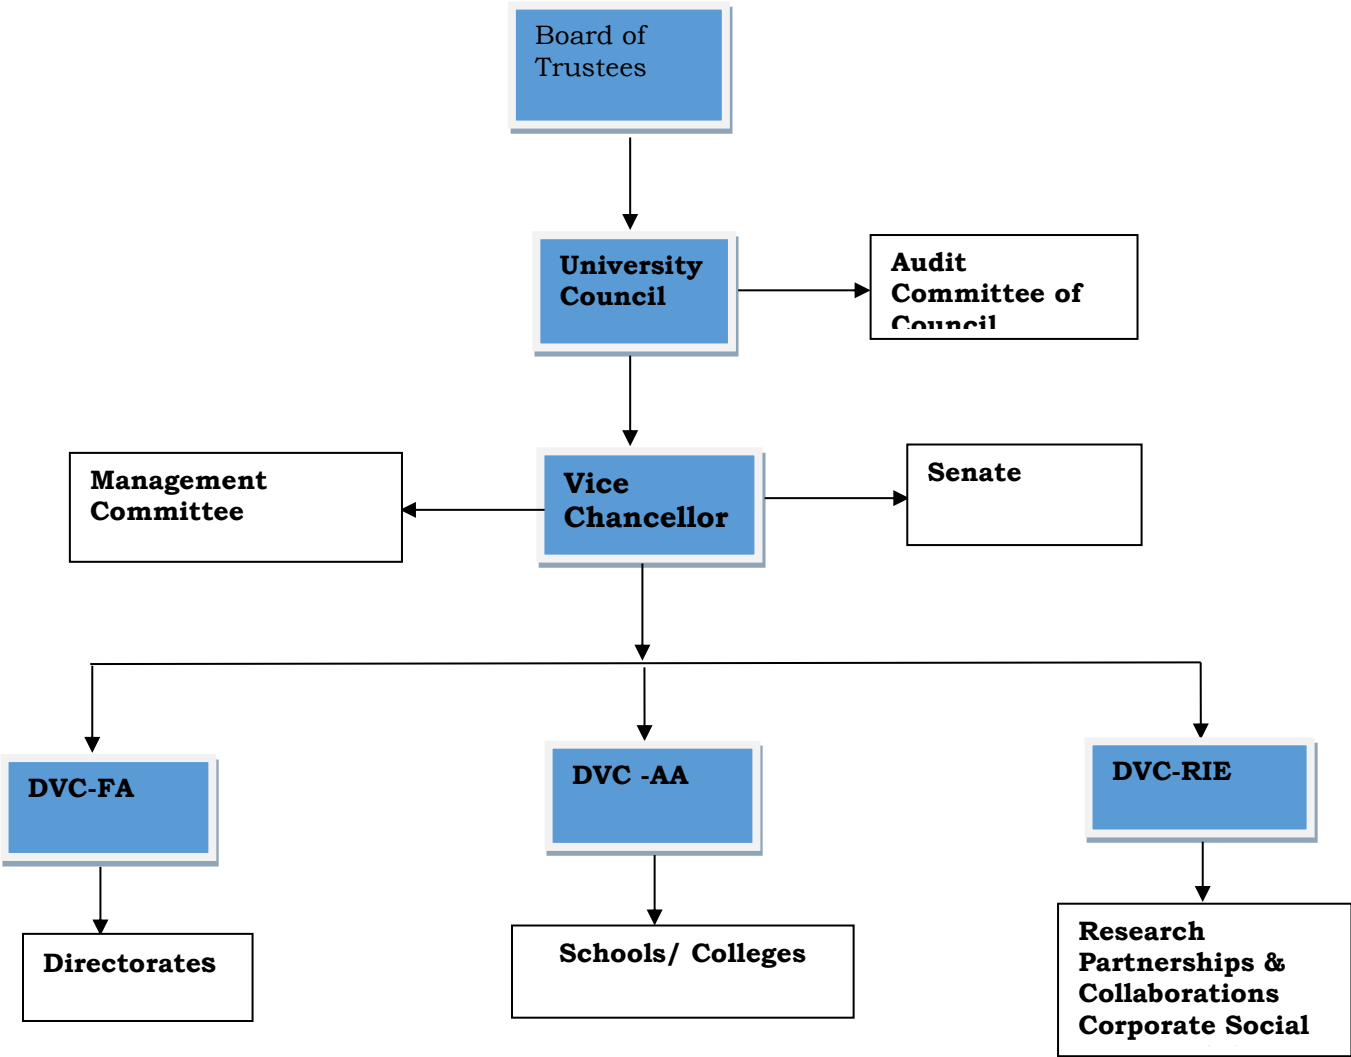 Board of
Trustees
University
Council
Audit
Committee of
Council
Management
Committee
Vice
Chancellor
Senate
DVC-FA
DVC -AA
DVC-RIE
Directorates
Schools/ Colleges
Research
Partnerships &
Collaborations
Corporate Social